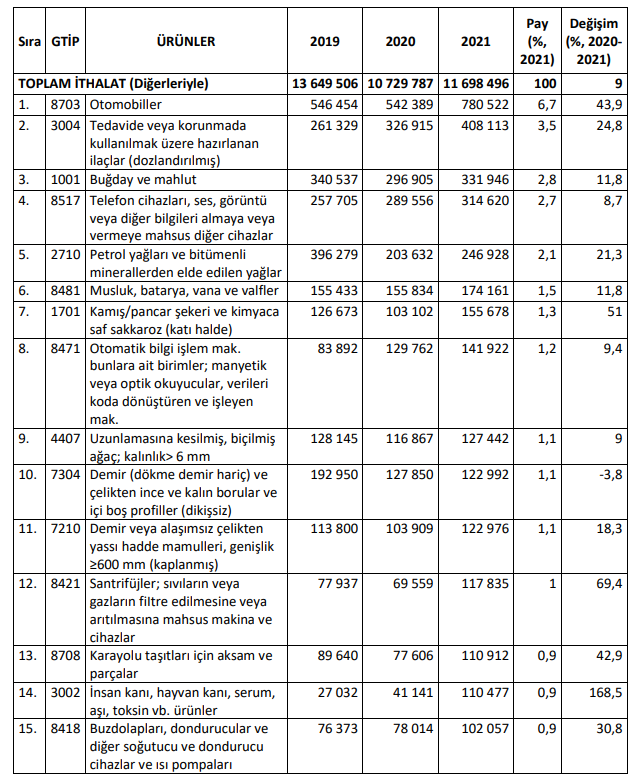 Sıra GTİP ÜRÜNLER 2019 2020 2021 Pay (%, 2021) Değişim (%, 2020-2021)
TOPLAM İTHALAT (Diğerleriyle) 13 649 506 10 729 787 11 698 496 100 9
1. 8703 Otomobiller 546 454 542 389 780 522 6,7 43,9
2. 3004 Tedavide veya korunmada 261 329 326 915 408 113 3,5 24,8
kullanılmak üzere hazırlanan
ilaçlar (dozlandırılmış)
3. 1001 Buğday ve mahlut 340 537 296 905 331 946 2,8 11,8
4. 8517 Telefon cihazları, ses, görüntü 257 705 289 556 314 620 2,7 8,7
veya diğer bilgileri almaya veya
vermeye mahsus diğer cihazlar
5. 2710 Petrol yağları ve bitümenli 396 279 203 632 246 928 2,1 21,3
minerallerden elde edilen yağlar
6. 8481 Musluk, batarya, vana ve valfler 155 433 155 834 174 161 1,5 11,8
7. 1701 Kamış/pancar şekeri ve kimyaca 126 673 103 102 155 678 1,3 51
saf sakkaroz (katı halde)
8. 8471 Otomatik bilgi işlem mak. 83 892 129 762 141 922 1,2 9,4
bunlara ait birimler; manyetik
veya optik okuyucular, verileri
koda dönüştüren ve işleyen
mak.
9. 4407 Uzunlamasına kesilmiş, biçilmiş 128 145 116 867 127 442 1,1 9
ağaç; kalınlık> 6 mm
10. 7304 Demir (dökme demir hariç) ve 192 950 127 850 122 992 1,1 -3,8
çelikten ince ve kalın borular ve
içi boş profiller (dikişsiz)
11. 7210 Demir veya alaşımsız çelikten 113 800 103 909 122 976 1,1 18,3
yassı hadde mamulleri, genişlik
≥600 mm (kaplanmış)
12. 8421 Santrifüjler; sıvıların veya 77 937 69 559 117 835 1 69,4
gazların filtre edilmesine veya
arıtılmasına mahsus makina ve
cihazlar
13. 8708 Karayolu taşıtları için aksam ve 89 640 77 606 110 912 0,9 42,9
parçalar
14. 3002 İnsan kanı, hayvan kanı, serum, 27 032 41 141 110 477 0,9 168,5
aşı, toksin vb. ürünler
15. 8418 Buzdolapları, dondurucular ve 76 373 78 014 102 057 0,9 30,8
diğer soğutucu ve dondurucu
cihazlar ve ısı pompaları